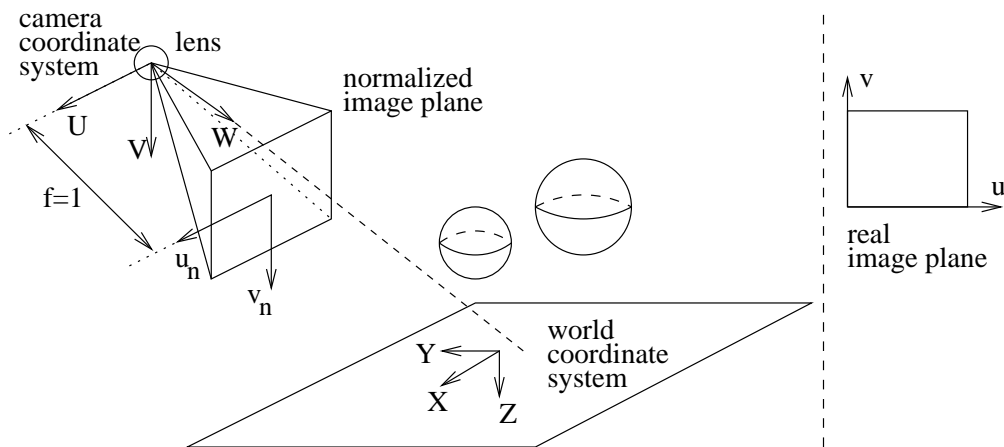 camera
coordinate
system
lens
normalized
image plane
U
V
W
f=1
u_n
v_n
world
coordinate
system
Y
X
Z
v
u
real
image plane